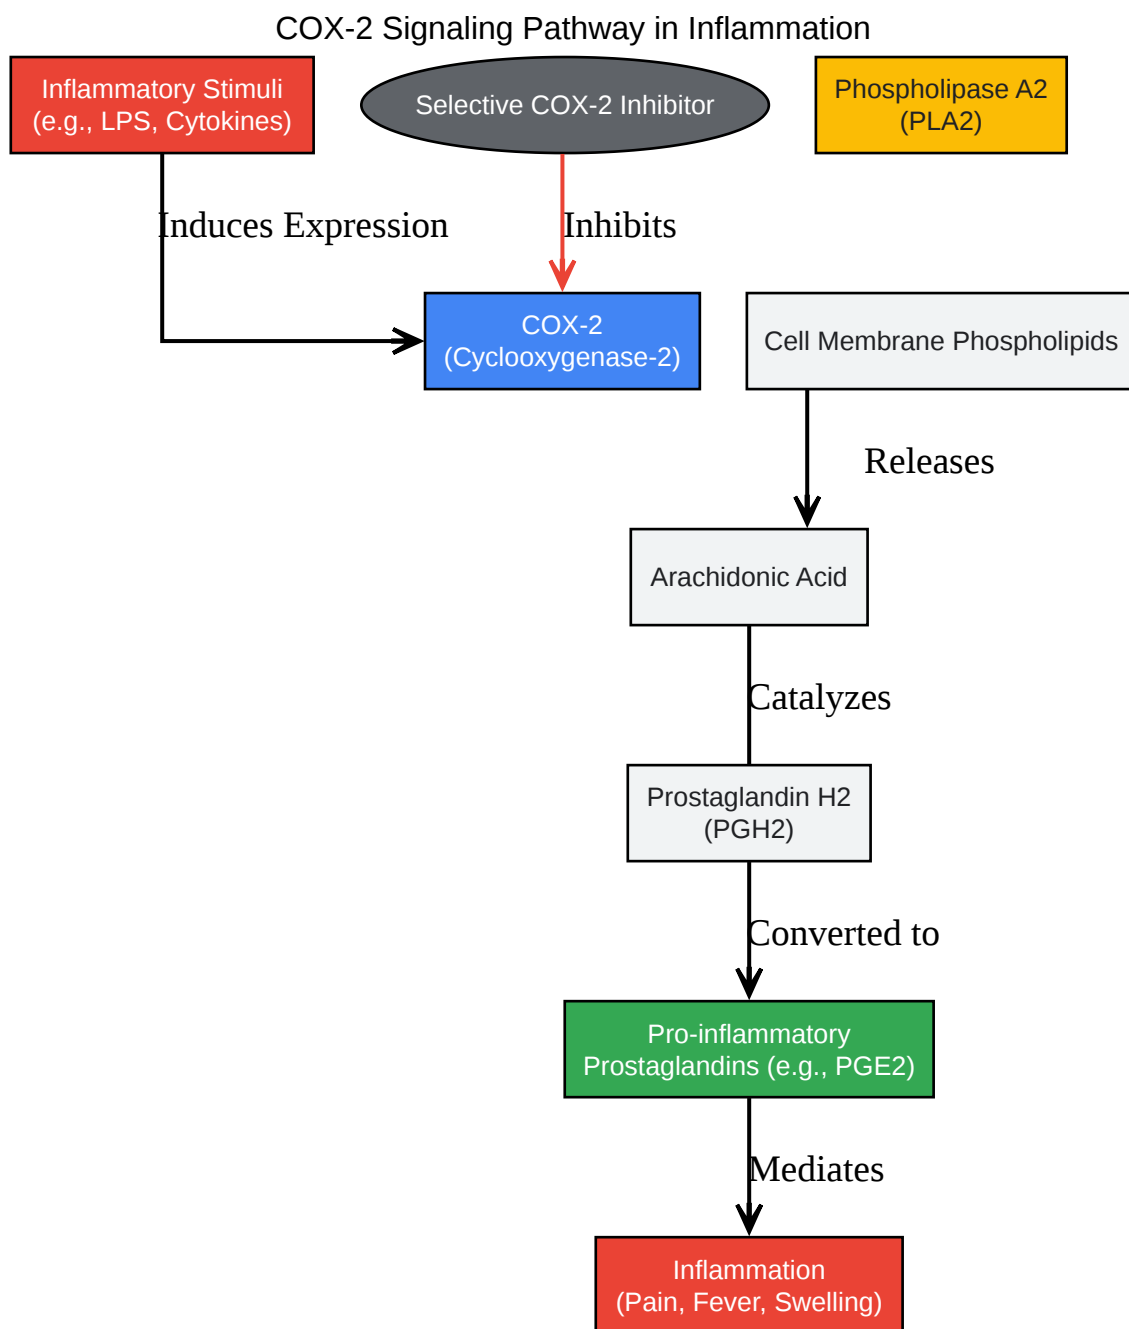 COX-2 Signaling Pathway in Inflammation
Inflammatory Stimuli
(e.g., LPS, Cytokines)
Selective COX-2 Inhibitor
Phospholipase A2
(PLA2)
Induces Expression
Inhibits
COX-2
(Cyclooxygenase-2)
Cell Membrane Phospholipids
Releases
Arachidonic Acid
Catalyzes
Prostaglandin H2
(PGH2)
Converted to
Pro-inflammatory
Prostaglandins (e.g., PGE2)
Mediates
Inflammation
(Pain, Fever, Swelling)